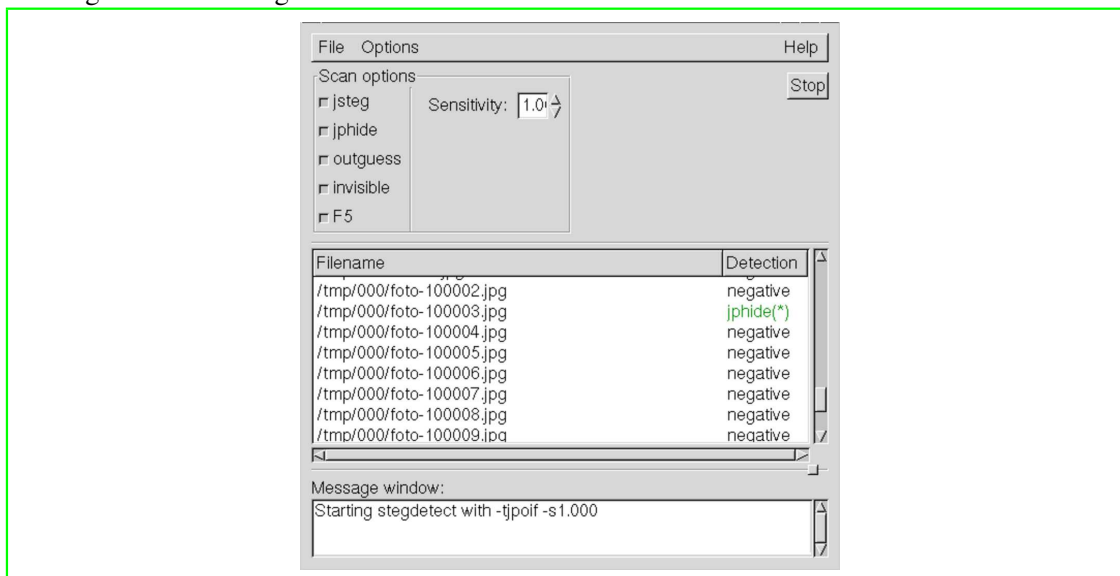 File Options Help
Scan options
Stop
jsteg
Sensitivity: 1.0
jphide
outguess
invisible
F5
Filename Detection
/tmp/000/foto-100002.jpg negative
/tmp/000/foto-100003.jpg jphide(*)
/tmp/000/foto-100004.jpg negative
/tmp/000/foto-100005.jpg negative
/tmp/000/foto-100006.jpg negative
/tmp/000/foto-100007.jpg negative
/tmp/000/foto-100008.jpg negative
/tmp/000/foto-100009.jpg negative
Message window:
Starting stegdetect with -tjpoif -s1.000